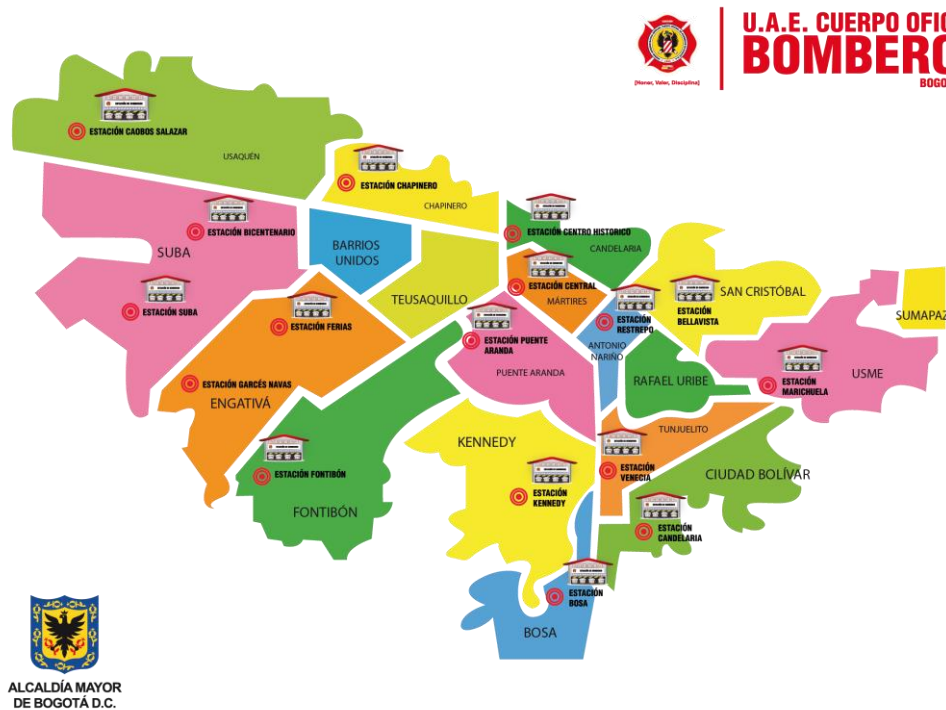 U.A.E. CUERPO OFIC
BOMBERO
BOGO
[Honor, Valor, Disciplina]
ESTACIÓN CAOBOS SALAZAR
USAQUÉN
ESTACIÓN CHAPINERO
CHAPINERO
ESTACIÓN BICENTENARIO
SUBA
BARRIOS
UNIDOS
ESTACIÓN CENTRO HISTORICO
CANDELARIA
ESTACIÓN SUBA
TEUSAQUILLO
ESTACIÓN CENTRAL
MÁRTIRES
SAN CRISTÓBAL
ESTACIÓN
BELLAVISTA
SUMAPAZ
ESTACIÓN FERIAS
ESTACIÓN
RESTREPO
ESTACIÓN PUENTE
ARANDA
ANTONIO
NARIÑO
PUENTE ARANDA
RAFAEL URIBE
ESTACIÓN
MARICHUELA
USME
ESTACIÓN GARCÉS NAVAS
ENGATIVÁ
KENNEDY
TUNJUELITO
ESTACIÓN FONTIBÓN
ESTACIÓN
VENECIA
CIUDAD BOLÍVAR
ESTACIÓN
KENNEDY
FONTIBÓN
ESTACIÓN
CANDELARIA
ESTACIÓN
BOSA
BOSA
ALCALDÍA MAYOR
DE BOGOTÁ D.C.